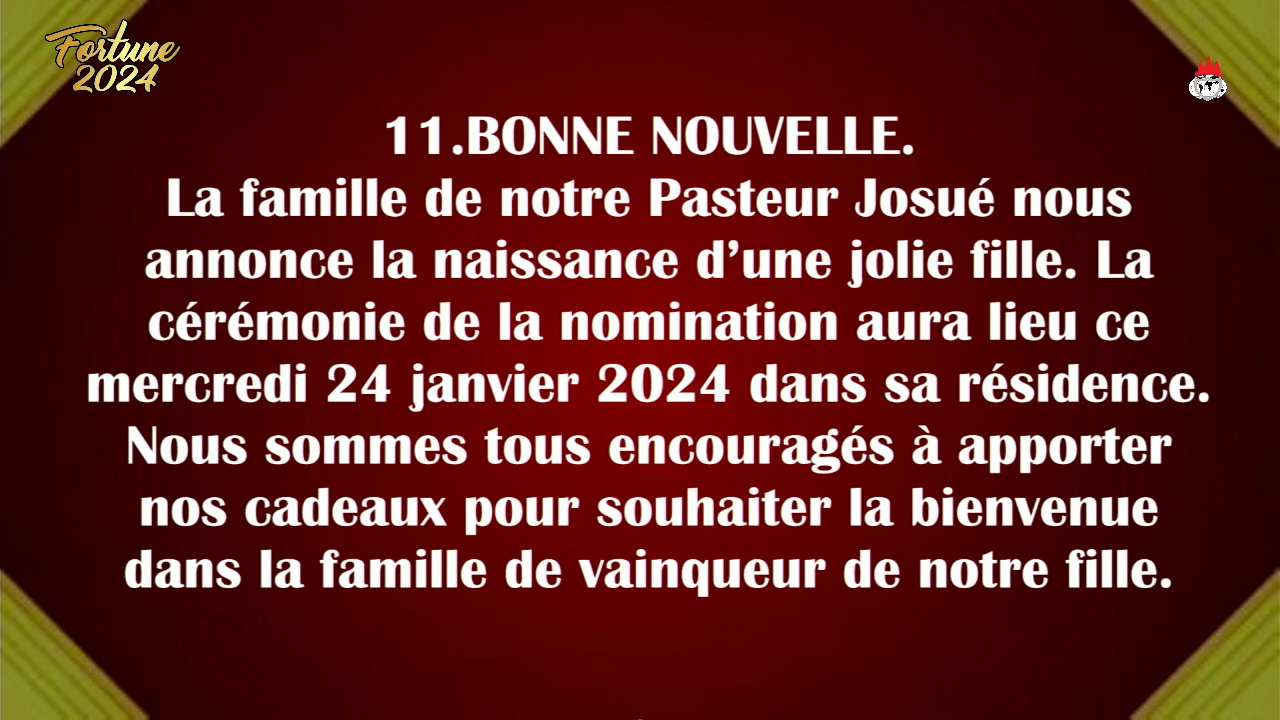 Fortune
2024
11.BONNE NOUVELLE.
La famille de notre Pasteur Josué nous
annonce la naissance d’une jolie fille. La
cérémonie de la nomination aura lieu ce
mercredi 24 janvier 2024 dans sa résidence.
Nous sommes tous encouragés à apporter
nos cadeaux pour souhaiter la bienvenue
dans la famille de vainqueur de notre fille.